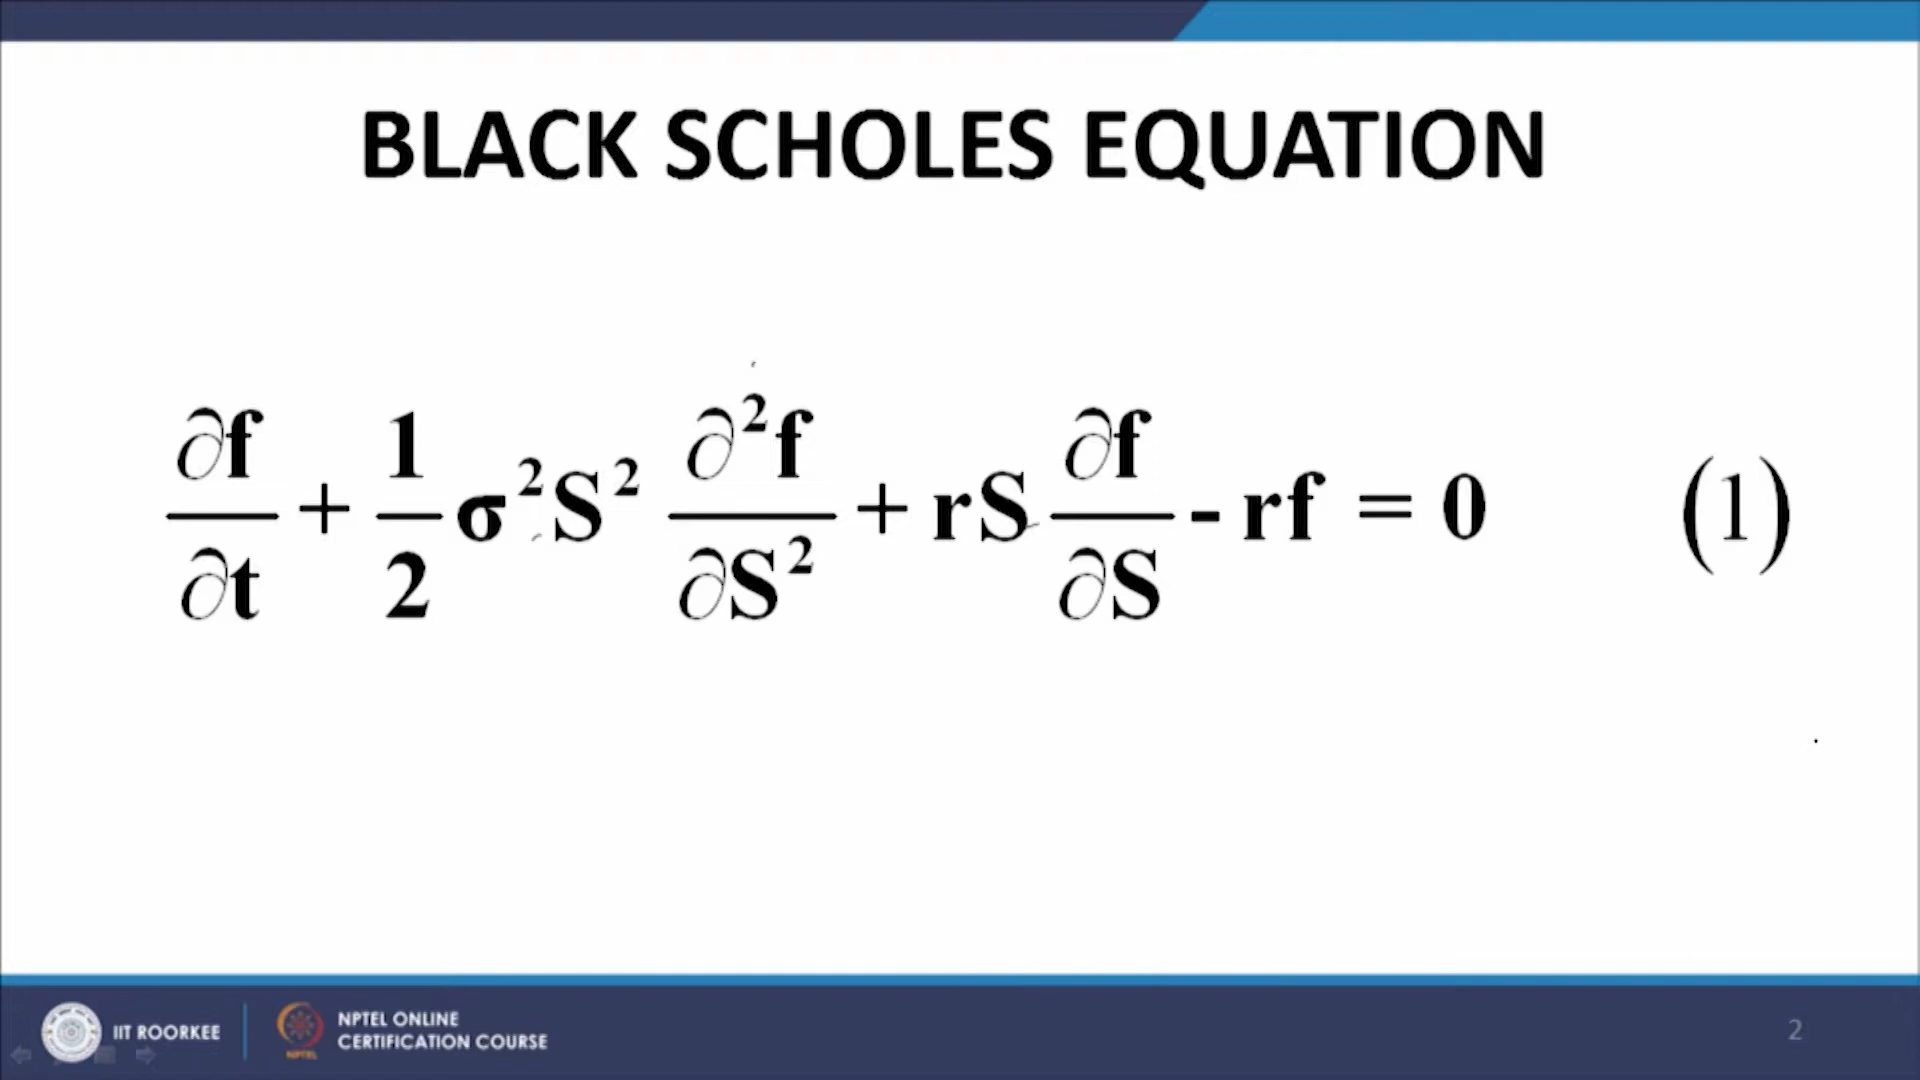 BLACK SCHOLES EQUATION
∂f/∂t + 1/2 σ²S² ∂²f/∂S² + rS ∂f/∂S - rf = 0 (1)
IIT ROORKEE
NPTEL
NPTEL ONLINE
CERTIFICATION COURSE
2